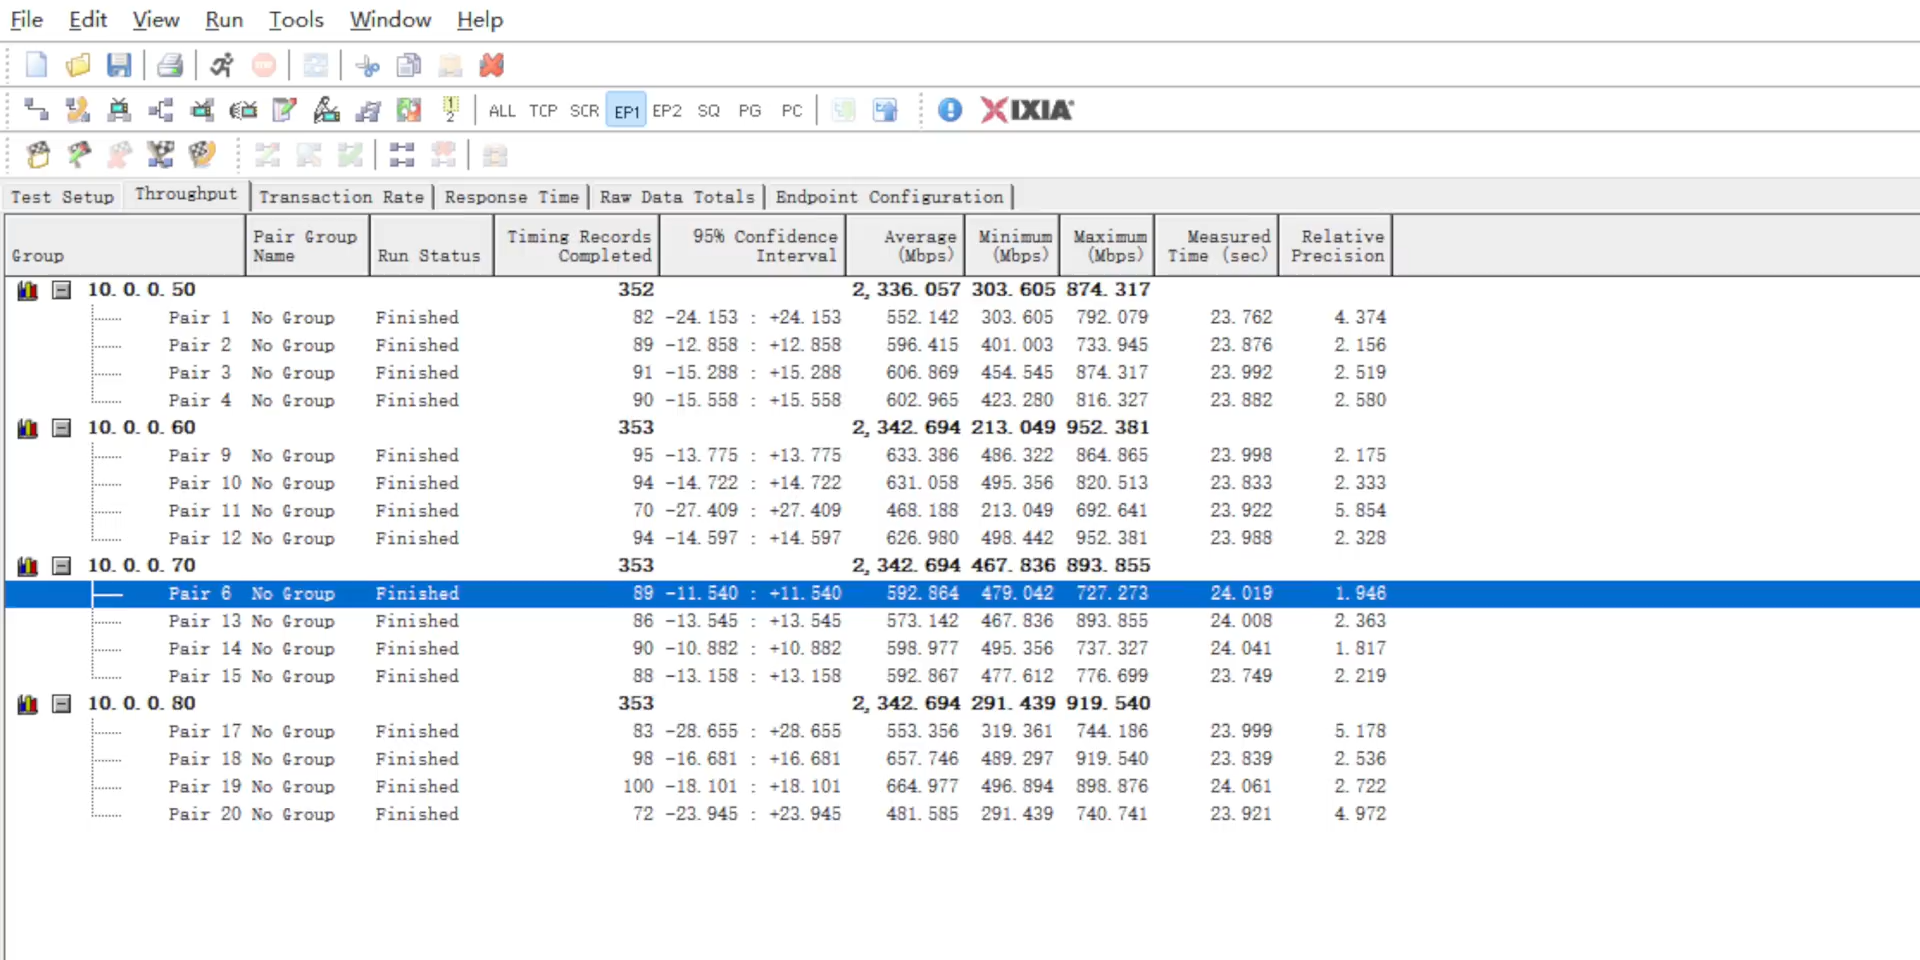 File Edit View Run Tools Window Help
1 2 ALL TCP SCR EP1 EP2 SQ PG PC IXIA
Test Setup Throughput Transaction Rate Response Time Raw Data Totals Endpoint Configuration
Group Pair Group Name Run Status Timing Records Completed 95% Confidence Interval Average (Mbps) Minimum (Mbps) Maximum (Mbps) Measured Time (sec) Relative Precision
10.0.0.50 352 2,336.057 303.605 874.317
Pair 1 No Group Finished 82 -24.153 : +24.153 552.142 303.605 792.079 23.762 4.374
Pair 2 No Group Finished 89 -12.858 : +12.858 596.415 401.003 733.945 23.876 2.156
Pair 3 No Group Finished 91 -15.288 : +15.288 606.869 454.545 874.317 23.992 2.519
Pair 4 No Group Finished 90 -15.558 : +15.558 602.965 423.280 816.327 23.882 2.580
10.0.0.60 353 2,342.694 213.049 952.381
Pair 9 No Group Finished 95 -13.775 : +13.775 633.386 486.322 864.865 23.998 2.175
Pair 10 No Group Finished 94 -14.722 : +14.722 631.058 495.356 820.513 23.833 2.333
Pair 11 No Group Finished 70 -27.409 : +27.409 468.188 213.049 692.641 23.922 5.854
Pair 12 No Group Finished 94 -14.597 : +14.597 626.980 498.442 952.381 23.988 2.328
10.0.0.70 353 2,342.694 467.836 893.855
Pair 6 No Group Finished 89 -11.540 : +11.540 592.864 479.042 727.273 24.019 1.946
Pair 13 No Group Finished 86 -13.545 : +13.545 573.142 467.836 893.855 24.008 2.363
Pair 14 No Group Finished 90 -10.882 : +10.882 598.977 495.356 737.327 24.041 1.817
Pair 15 No Group Finished 88 -13.158 : +13.158 592.867 477.612 776.699 23.749 2.219
10.0.0.80 353 2,342.694 291.439 919.540
Pair 17 No Group Finished 83 -28.655 : +28.655 553.356 319.361 744.186 23.999 5.178
Pair 18 No Group Finished 98 -16.681 : +16.681 657.746 489.297 919.540 23.839 2.536
Pair 19 No Group Finished 100 -18.101 : +18.101 664.977 496.894 898.876 24.061 2.722
Pair 20 No Group Finished 72 -23.945 : +23.945 481.585 291.439 740.741 23.921 4.972